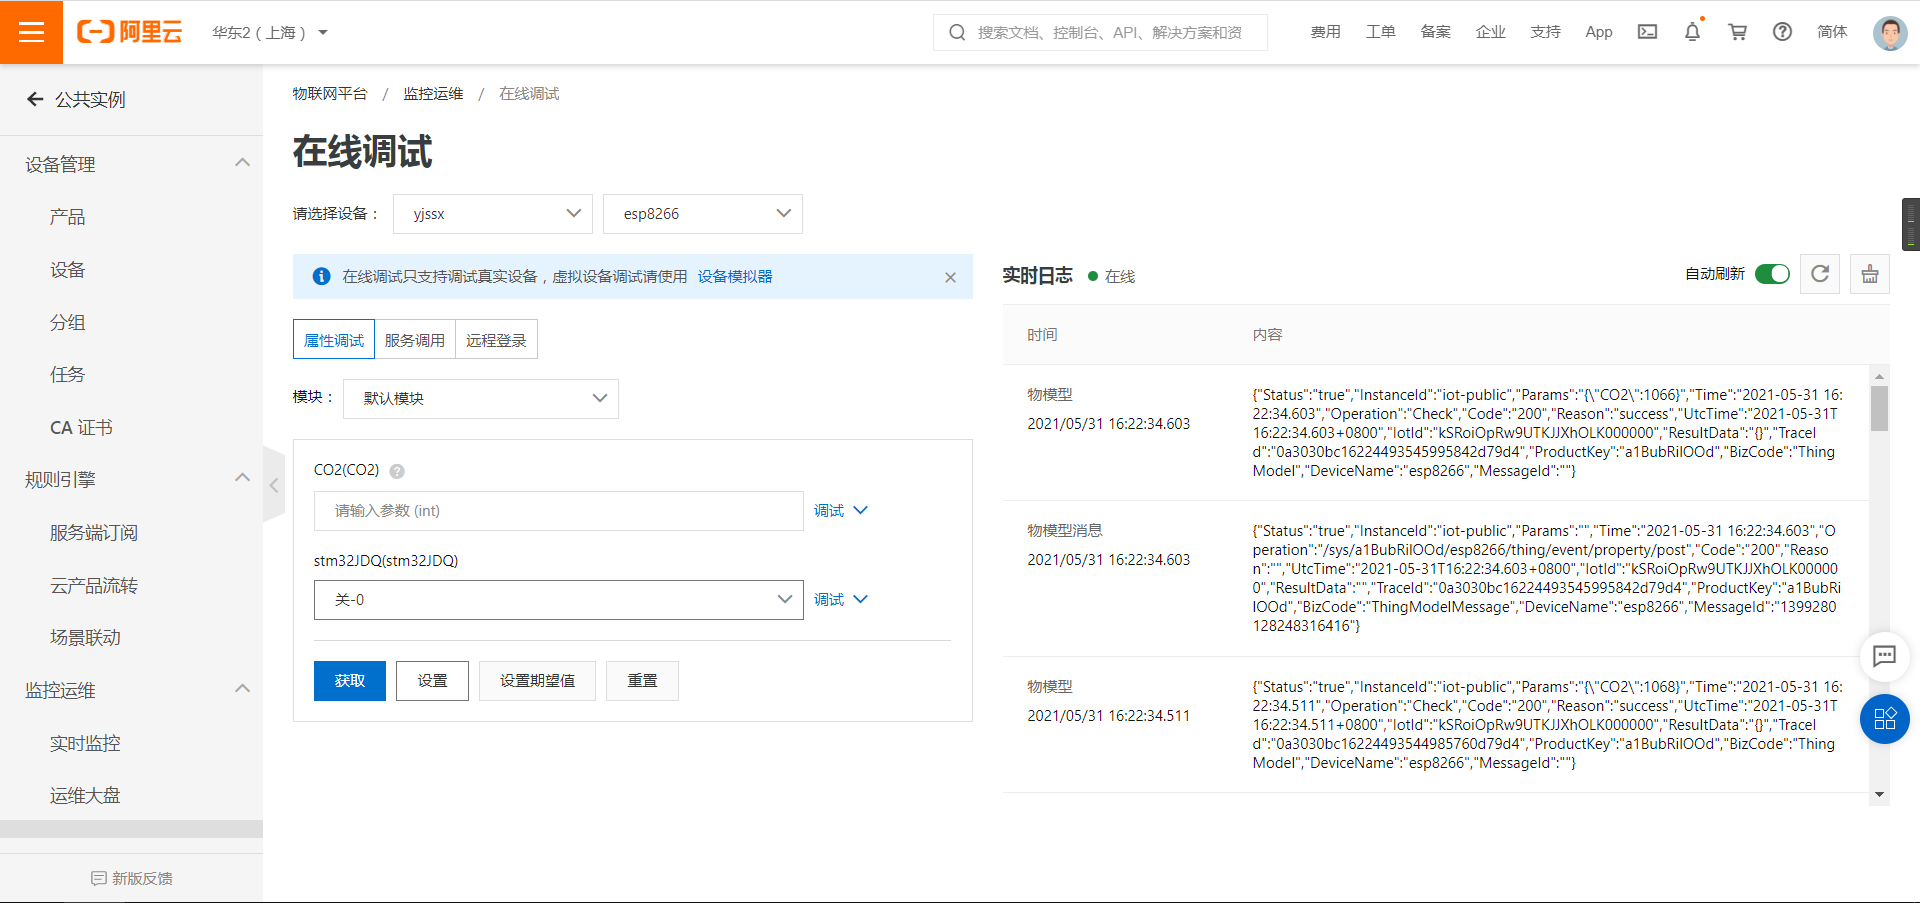 阿里云
华东2（上海）
搜索文档、控制台、API、解决方案和资
费用
工单
备案
企业
支持
App
简体
公共实例
设备管理
产品
设备
分组
任务
CA 证书
规则引擎
服务端订阅
云产品流转
场景联动
监控运维
实时监控
运维大盘
新版反馈
物联网平台 / 监控运维 / 在线调试
在线调试
请选择设备： yjssx esp8266
在线调试只支持调试真实设备，虚拟设备调试请使用 设备模拟器
属性调试 服务调用 远程登录
模块： 默认模块
CO2(CO2)
请输入参数 (int) 调试
stm32JDQ(stm32JDQ)
关-0 调试
获取 设置 设置期望值 重置
实时日志 在线
自动刷新
时间 内容
物模型
2021/05/31 16:22:34.603
{"Status":"true","InstanceId":"iot-public","Params":"{\"CO2\":1066}","Time":"2021-05-31 16:
22:34.603","Operation":"Check","Code":"200","Reason":"success","UtcTime":"2021-05-31T
16:22:34.603+0800","IotId":"kSRoiOpRw9UTKJJXhOLK000000","ResultData":"{}","TraceI
d":"0a3030bc16224493545995842d79d4","ProductKey":"a1BubRilOOd","BizCode":"Thing
Model","DeviceName":"esp8266","MessageId":""}
物模型消息
2021/05/31 16:22:34.603
{"Status":"true","InstanceId":"iot-public","Params":"","Time":"2021-05-31 16:22:34.603","O
peration":"/sys/a1BubRilOOd/esp8266/thing/event/property/post","Code":"200","Reaso
n":"","UtcTime":"2021-05-31T16:22:34.603+0800","IotId":"kSRoiOpRw9UTKJJXhOLK00000
0","ResultData":"","TraceId":"0a3030bc16224493545995842d79d4","ProductKey":"a1BubRi
lOOd","BizCode":"ThingModelMessage","DeviceName":"esp8266","MessageId":"1399280
128248316416"}
物模型
2021/05/31 16:22:34.511
{"Status":"true","InstanceId":"iot-public","Params":"{\"CO2\":1068}","Time":"2021-05-31 16:
22:34.511","Operation":"Check","Code":"200","Reason":"success","UtcTime":"2021-05-31T
16:22:34.511+0800","IotId":"kSRoiOpRw9UTKJJXhOLK000000","ResultData":"{}","TraceI
d":"0a3030bc16224493544985760d79d4","ProductKey":"a1BubRilOOd","BizCode":"Thing
Model","DeviceName":"esp8266","MessageId":""}